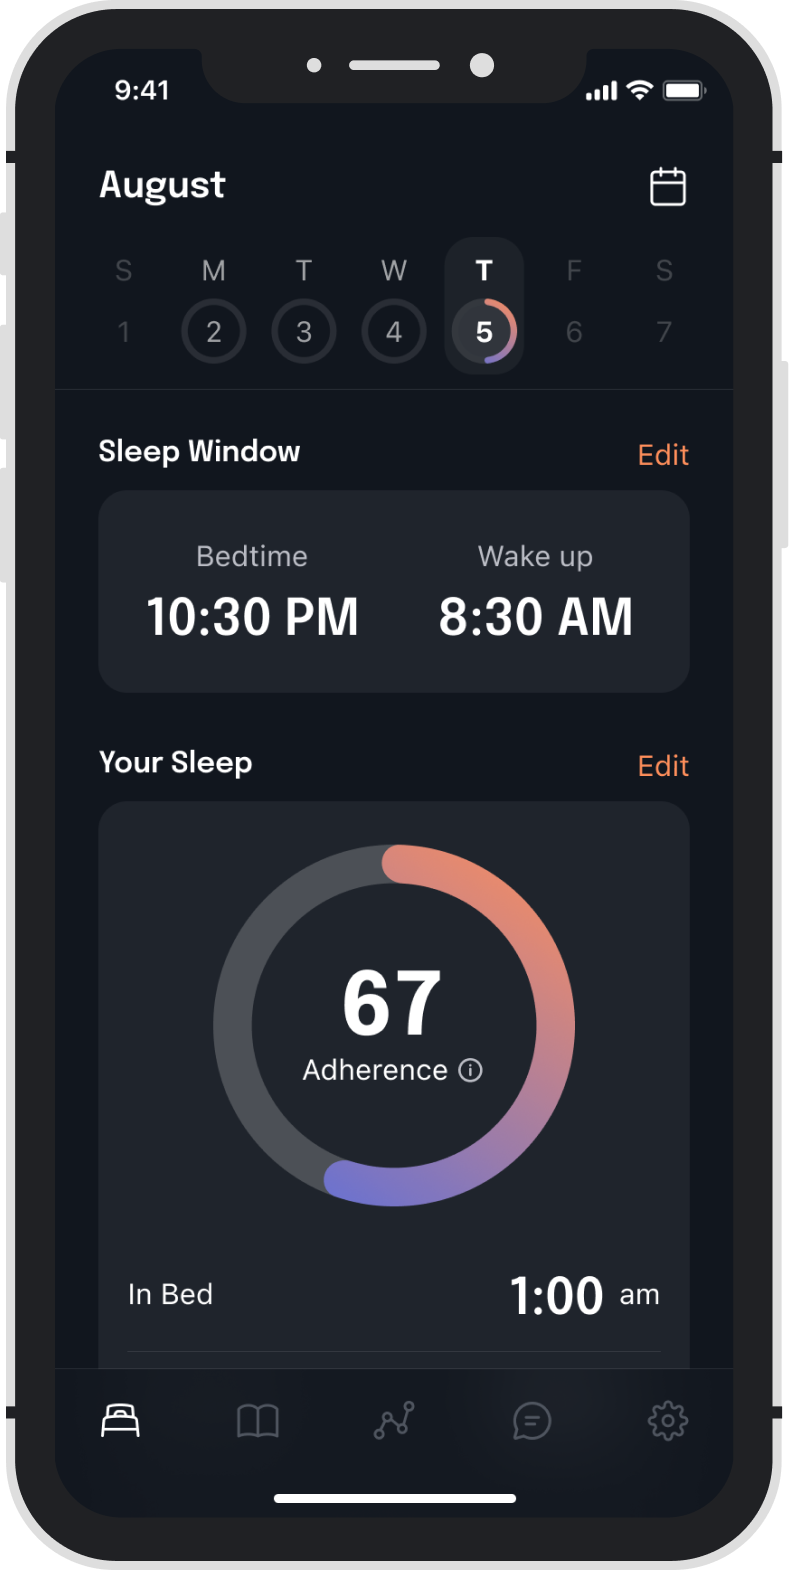 9:41
August
S M T W T F S
1 2 3 4 5 6 7
Sleep Window Edit
Bedtime Wake up
10:30 PM 8:30 AM
Your Sleep Edit
67
Adherence
In Bed 1:00 am